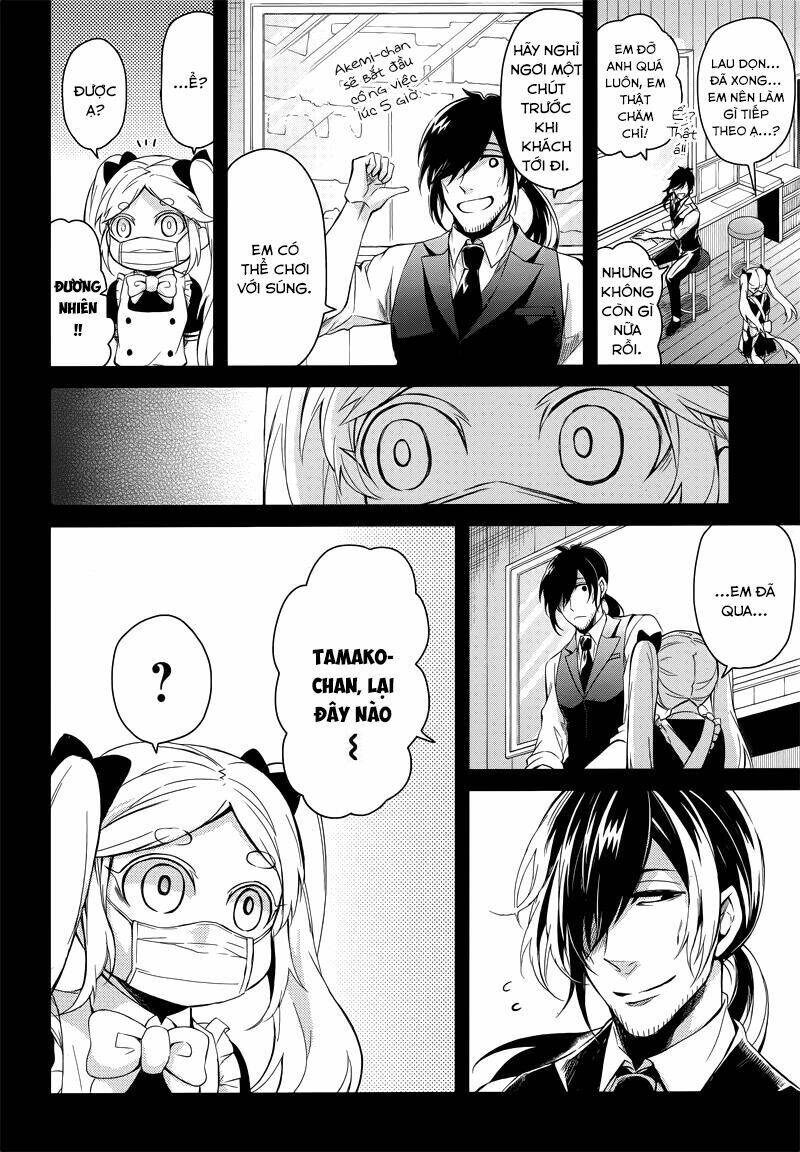 LAU DỌN...
...ĐÃ XONG...
EM NÊN LÀM
GÌ TIẾP
THEO Ạ...?
EM ĐỠ
ANH QUÁ
LUÔN, EM
THẬT
CHĂM
CHỈ!
Ể?
Thật
á!!
NHƯNG
KHÔNG
CÒN GÌ
NỮA
RỒI.
HÃY NGHỈ
NGƠI MỘT
CHÚT
TRƯỚC
KHI
KHÁCH
TỚI ĐI.
Akemi-chan
sẽ bắt đầu
công việc
lúc 5 giờ.
EM CÓ
THỂ CHƠI
VỚI SÚNG.
...Ể?
ĐƯỢC
Ạ?
ĐƯƠNG
NHIÊN
!!
...EM ĐÃ
QUA...
TAMAKO-
CHAN, LẠI
ĐÂY NÀO
~
?